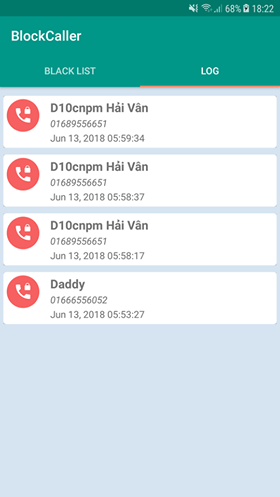 68% 18:22
BlockCaller
BLACK LIST LOG
D10cnpm Hải Vân
01689556651
Jun 13, 2018 05:59:34
D10cnpm Hải Vân
01689556651
Jun 13, 2018 05:58:37
D10cnpm Hải Vân
01689556651
Jun 13, 2018 05:58:17
Daddy
01666556052
Jun 13, 2018 05:53:27